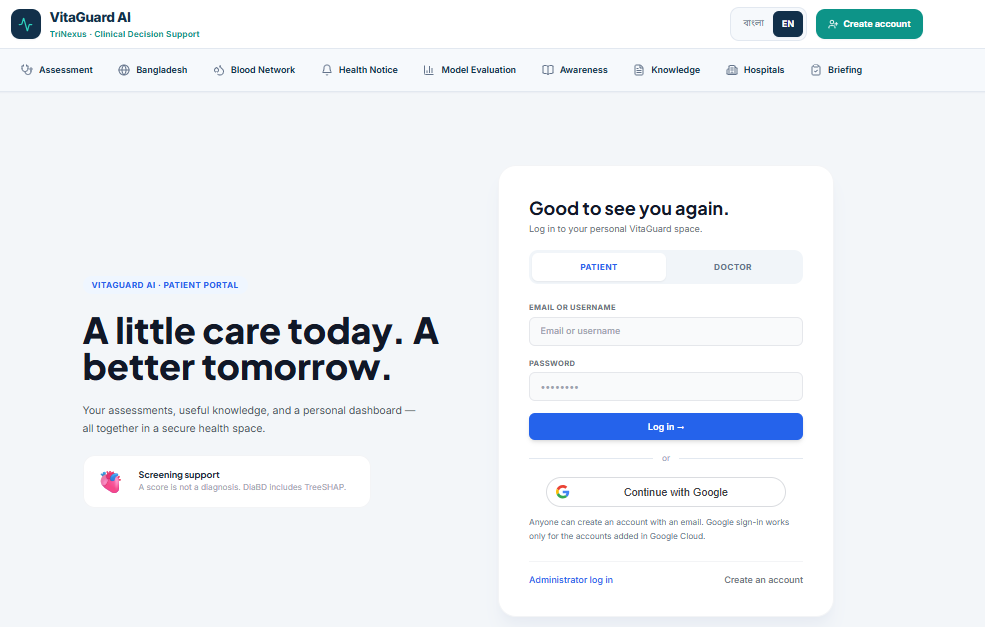 VitaGuard AI
TriNexus · Clinical Decision Support
বাংলা
EN
Create account
Assessment
Bangladesh
Blood Network
Health Notice
Model Evaluation
Awareness
Knowledge
Hospitals
Briefing
VITAGUARD AI · PATIENT PORTAL
A little care today. A
better tomorrow.
Your assessments, useful knowledge, and a personal dashboard —
all together in a secure health space.
Screening support
A score is not a diagnosis. DiaBD includes TreeSHAP.
Good to see you again.
Log in to your personal VitaGuard space.
PATIENT
DOCTOR
EMAIL OR USERNAME
Email or username
PASSWORD
••••••••
Log in →
or
Continue with Google
Anyone can create an account with an email. Google sign-in works
only for the accounts added in Google Cloud.
Administrator log in
Create an account